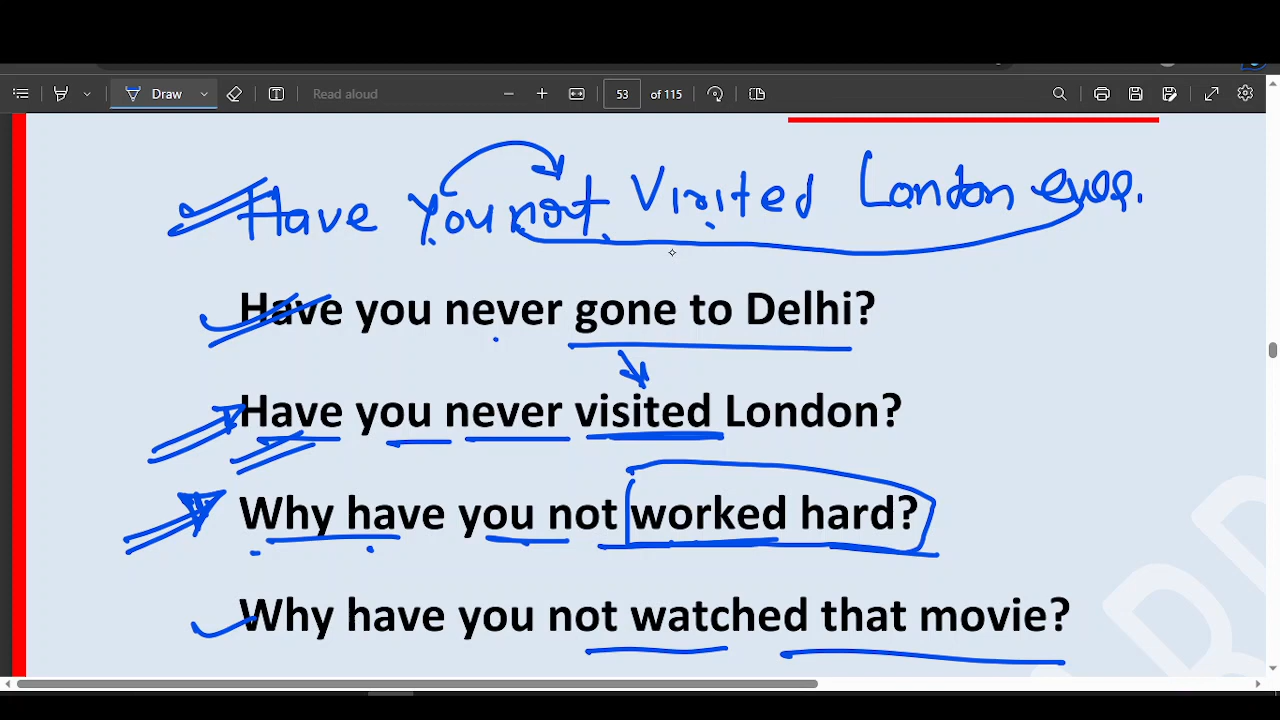 Draw
Read aloud
53 of 115
Have you not Visited London ever.
Have you never gone to Delhi?
Have you never visited London?
Why have you not worked hard?
Why have you not watched that movie?